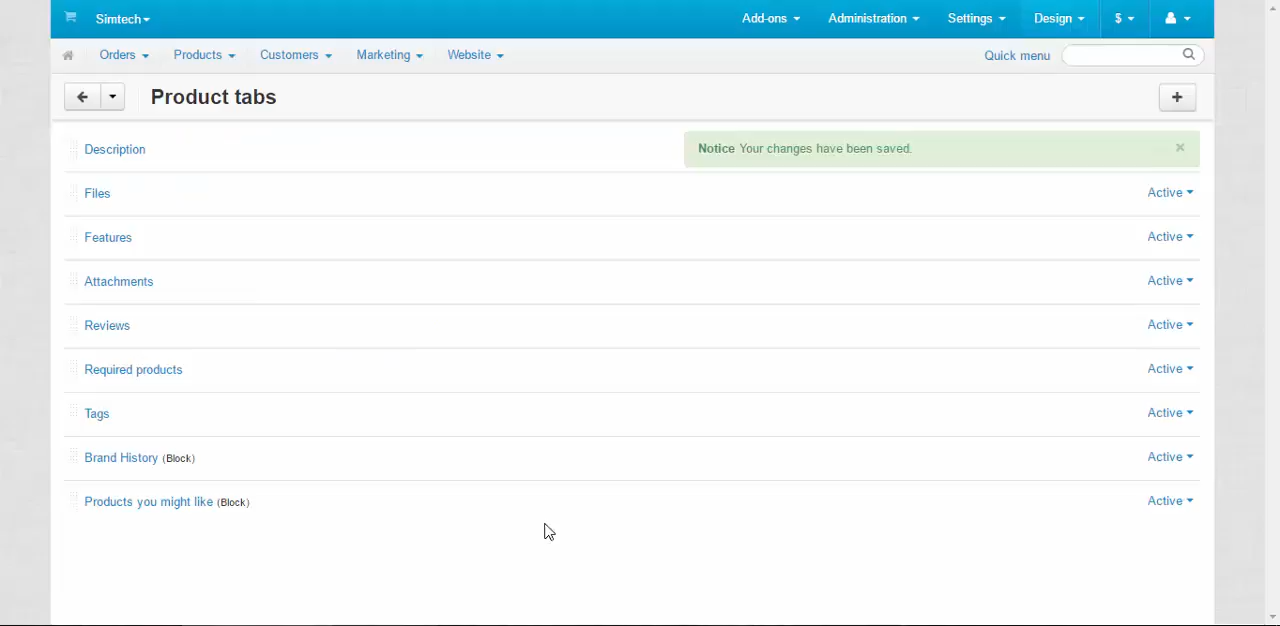 Simtech Add-ons Administration Settings Design $
Orders Products Customers Marketing Website Quick menu
Product tabs
Description
Notice Your changes have been saved. ×
Files Active
Features Active
Attachments Active
Reviews Active
Required products Active
Tags Active
Brand History (Block) Active
Products you might like (Block) Active